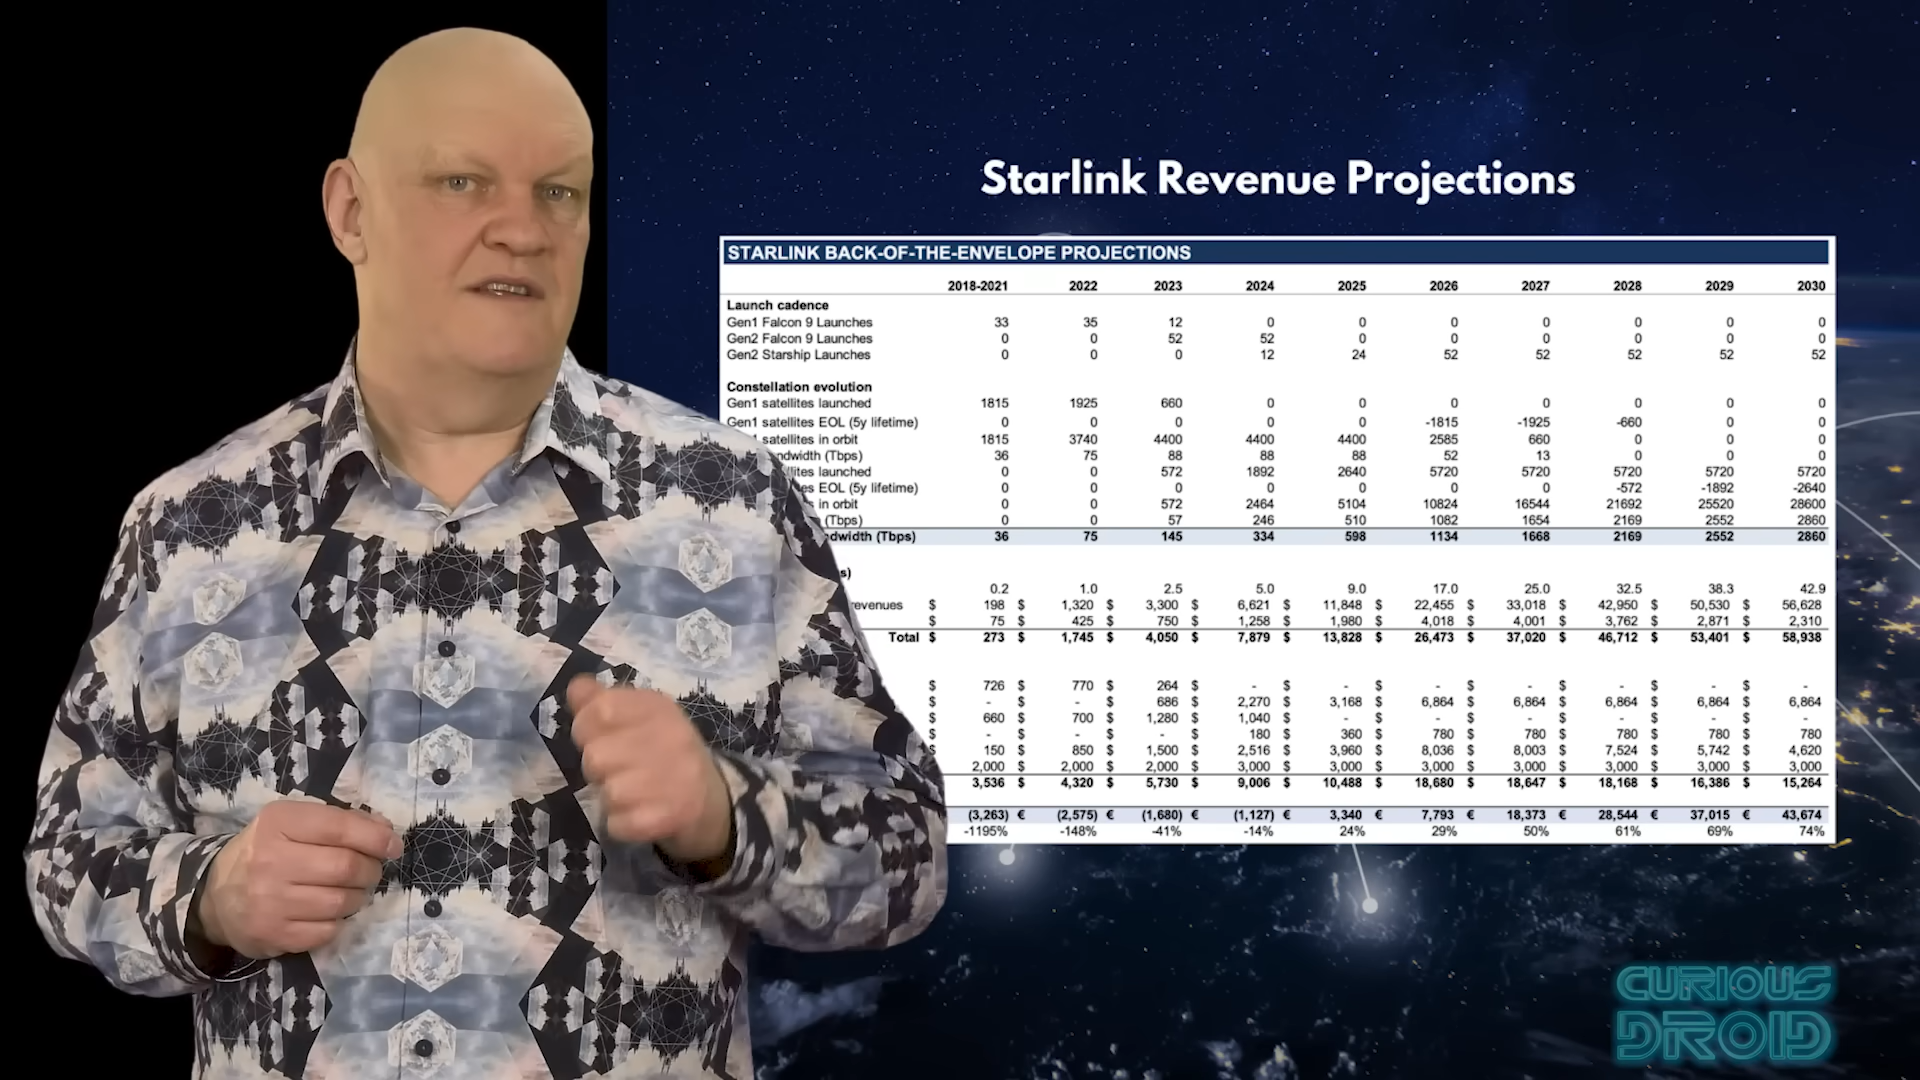 Starlink Revenue Projections
STARLINK BACK-OF-THE-ENVELOPE PROJECTIONS
2018-2021 2022 2023 2024 2025 2026 2027 2028 2029 2030
Launch cadence
Gen1 Falcon 9 Launches 33 35 12 0 0 0 0 0 0 0
Gen2 Falcon 9 Launches 0 0 52 52 0 0 0 0 0 0
Gen2 Starship Launches 0 0 0 12 24 52 52 52 52 52
Constellation evolution
Gen1 satellites launched 1815 1925 660 0 0 0 0 0 0 0
Gen1 satellites EOL (5y lifetime) 0 0 0 0 0 -1815 -1925 -660 0 0
satellites in orbit 1815 3740 4400 4400 4400 2585 660 0 0 0
(Tbps) 36 75 88 88 88 52 13 0 0 0
launched 0 0 572 1892 2640 5720 5720 5720 5720 5720
EOL (5y lifetime) 0 0 0 0 0 0 0 -572 -1892 -2640
in orbit 0 0 572 2464 5104 10824 16544 21692 25520 28600
(Tbps) 0 0 57 246 510 1082 1654 2169 2552 2860
(Tbps) 36 75 145 334 598 1134 1668 2169 2552 2860
0.2 1.0 2.5 5.0 9.0 17.0 25.0 32.5 38.3 42.9
revenues $ 198 $ 1,320 $ 3,300 $ 6,621 $ 11,848 $ 22,455 $ 33,018 $ 42,950 $ 50,530 $ 56,628
$ 75 $ 425 $ 750 $ 1,258 $ 1,980 $ 4,018 $ 4,001 $ 3,762 $ 2,871 $ 2,310
Total $ 273 $ 1,745 $ 4,050 $ 7,879 $ 13,828 $ 26,473 $ 37,020 $ 46,712 $ 53,401 $ 58,938
$ 726 $ 770 $ 264 $ - $ - $ - $ - $ - $ - $ -
$ - $ - $ 686 $ 2,270 $ 3,168 $ 6,864 $ 6,864 $ 6,864 $ 6,864 $ 6,864
$ 660 $ 700 $ 1,280 $ 1,040 $ - $ - $ - $ - $ - $ -
$ - $ - $ - $ 180 $ 360 $ 780 $ 780 $ 780 $ 780 $ 780
$ 150 $ 850 $ 1,500 $ 2,516 $ 3,960 $ 8,036 $ 8,003 $ 7,524 $ 5,742 $ 4,620
2,000 $ 2,000 $ 2,000 $ 3,000 $ 3,000 $ 3,000 $ 3,000 $ 3,000 $ 3,000 $ 3,000
3,536 $ 4,320 $ 5,730 $ 9,006 $ 10,488 $ 18,680 $ 18,647 $ 18,168 $ 16,386 $ 15,264
(3,263) € (2,575) € (1,680) € (1,127) € 3,340 € 7,793 € 18,373 € 28,544 € 37,015 € 43,674
-1195% -148% -41% -14% 24% 29% 50% 61% 69% 74%
CURIOUS
DROID